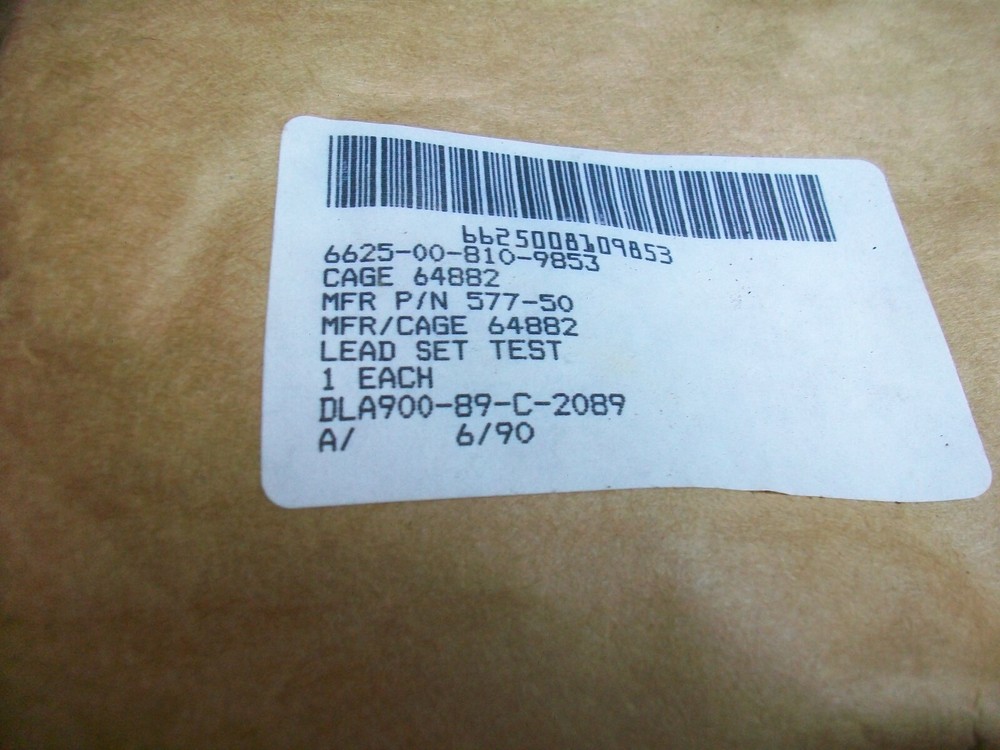 6625008109853
6625-00-810-9853
CAGE 64882
MFR P/N 577-50
MFR/CAGE 64882
LEAD SET TEST
1 EACH
DLA900-89-C-2089
A/ 6/90